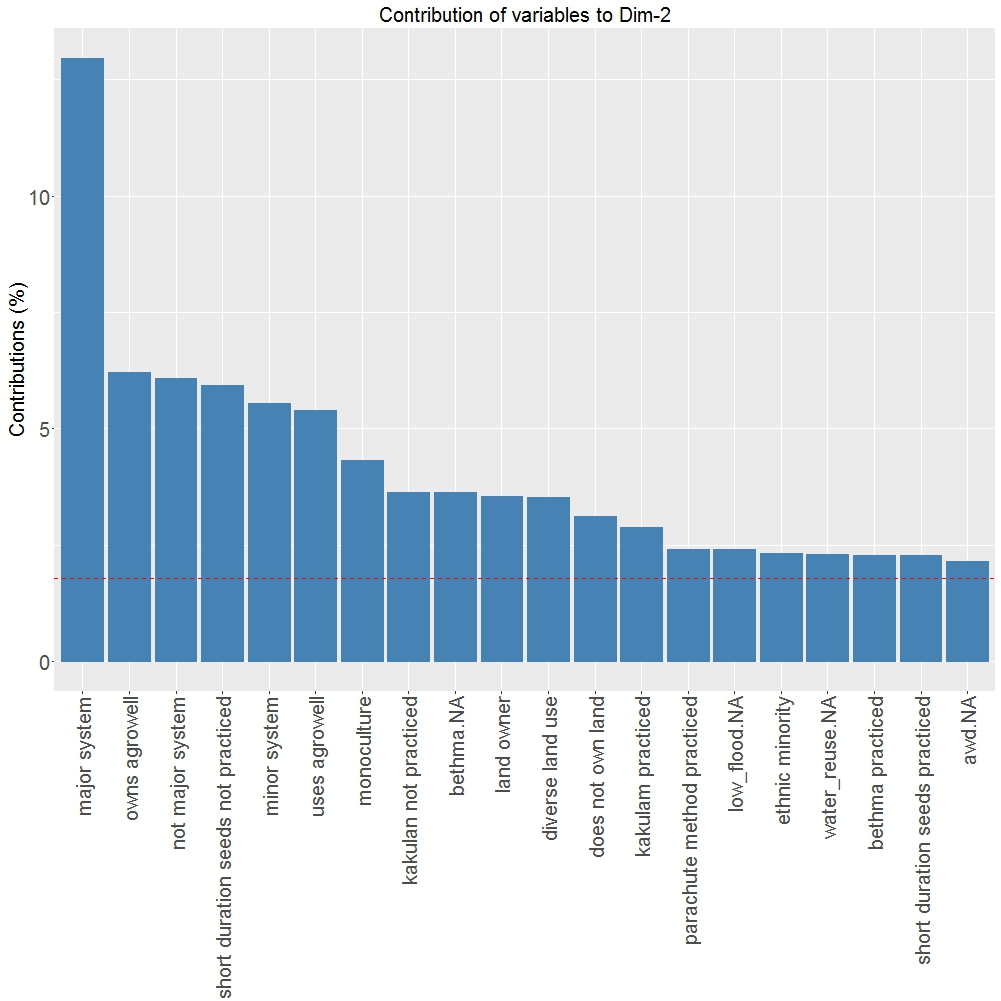 Contribution of variables to Dim-2
Contributions (%)
10
5
0
major system
owns agrowell
not major system
short duration seeds not practiced
minor system
uses agrowell
monoculture
kakulan not practiced
bethma.NA
land owner
diverse land use
does not own land
kakulam practiced
parachute method practiced
low_flood.NA
ethnic minority
water_reuse.NA
bethma practiced
short duration seeds practiced
awd.NA